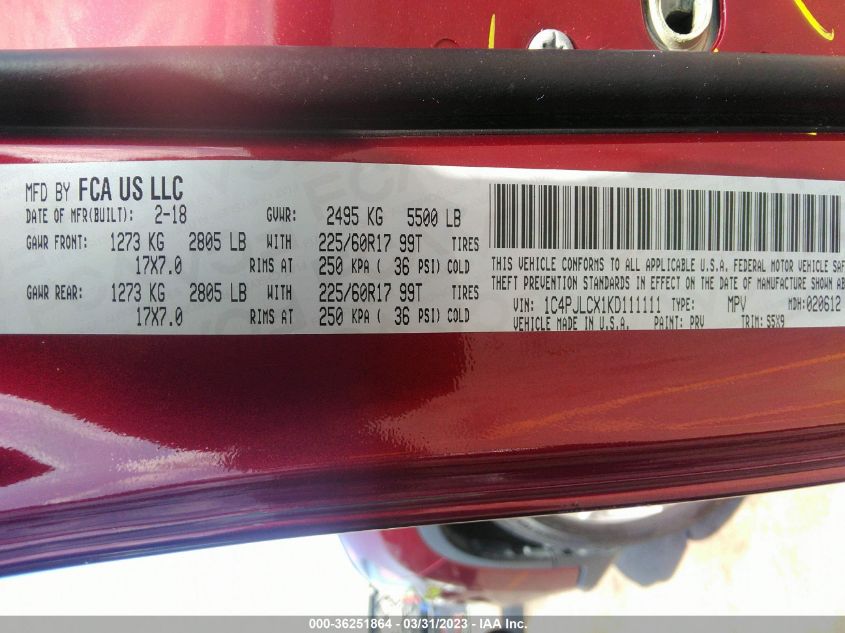 MFD BY FCA US LLC
DATE OF MFR(BUILT): 2-18 GVWR: 2495 KG 5500 LB
GAWR FRONT: 1273 KG 2805 LB WITH 225/60R17 99T TIRES
17X7.0 RIMS AT 250 KPA ( 36 PSI) COLD
GAWR REAR: 1273 KG 2805 LB WITH 225/60R17 99T TIRES
17X7.0 RIMS AT 250 KPA ( 36 PSI) COLD
THIS VEHICLE CONFORMS TO ALL APPLICABLE U.S.A. FEDERAL MOTOR VEHICLE SAF
THEFT PREVENTION STANDARDS IN EFFECT ON THE DATE OF MANUFACTURE SHOWN AB
VIN: 1C4PJLCX1KD111111 TYPE: MPV MDH: 020612
VEHICLE MADE IN U.S.A. PAINT: PRV TRIM: S5X9
000-36251864 - 03/31/2023 - IAA Inc.